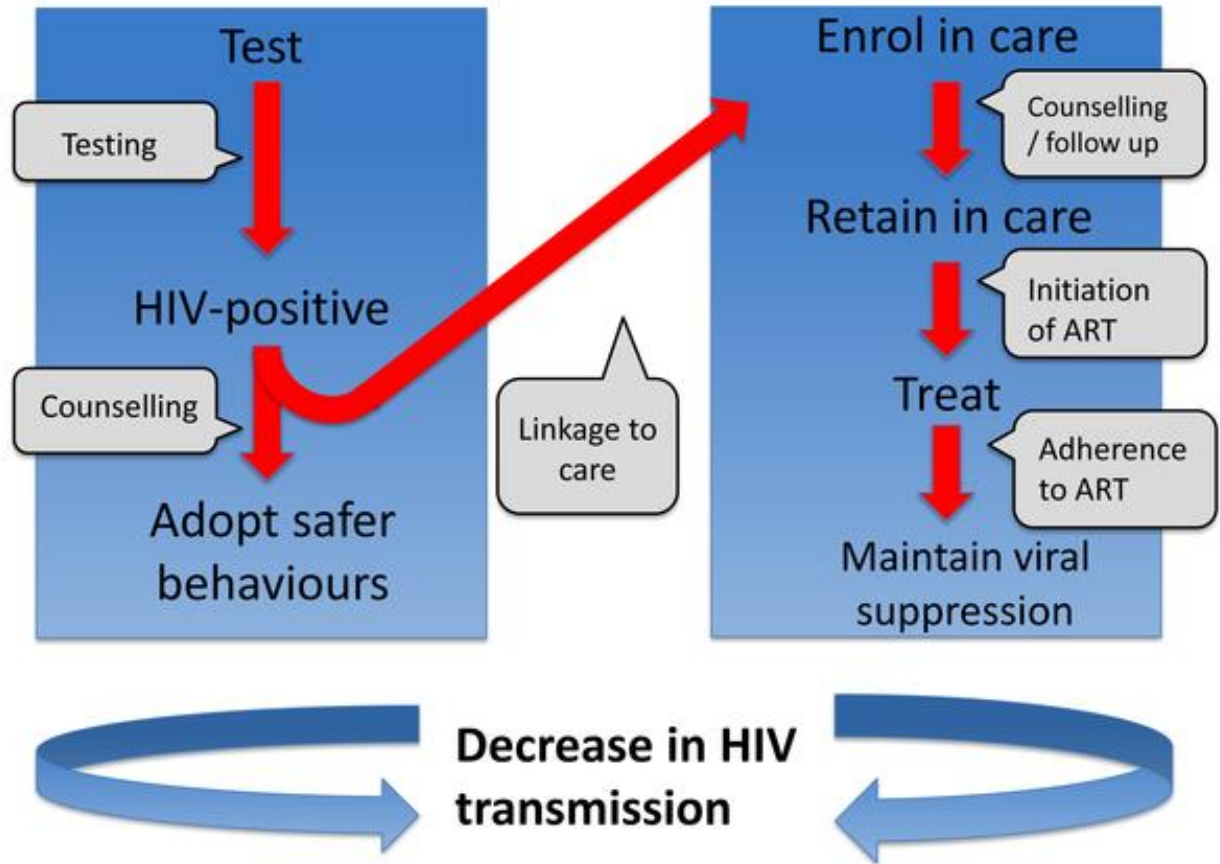 Test
Testing
HIV-positive
Counselling
Adopt safer
behaviours
Linkage to
care
Enrol in care
Counselling
/ follow up
Retain in care
Initiation
of ART
Treat
Adherence
to ART
Maintain viral
suppression
Decrease in HIV
transmission